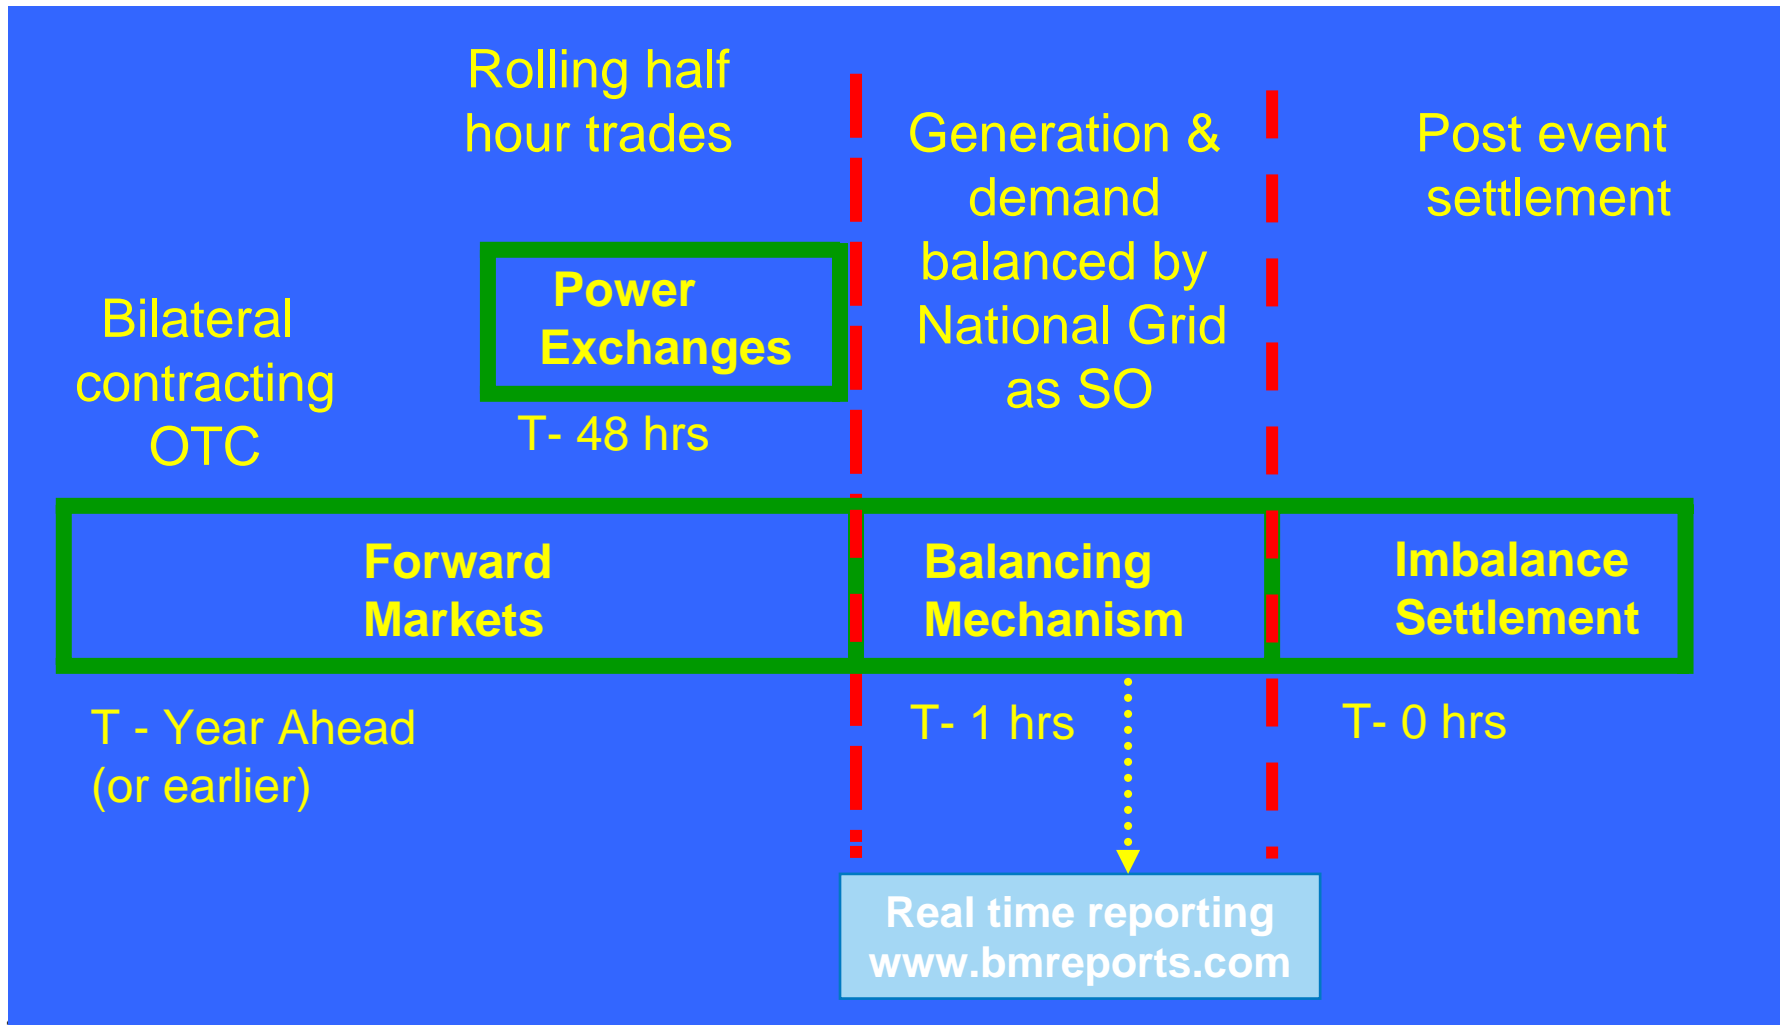 Rolling half
hour trades
Generation &
demand
balanced by
National Grid
as SO
Post event
settlement
Bilateral
contracting
OTC
Power
Exchanges
T- 48 hrs
Forward
Markets
Balancing
Mechanism
Imbalance
Settlement
T - Year Ahead
(or earlier)
T- 1 hrs
T- 0 hrs
Real time reporting
www.bmreports.com